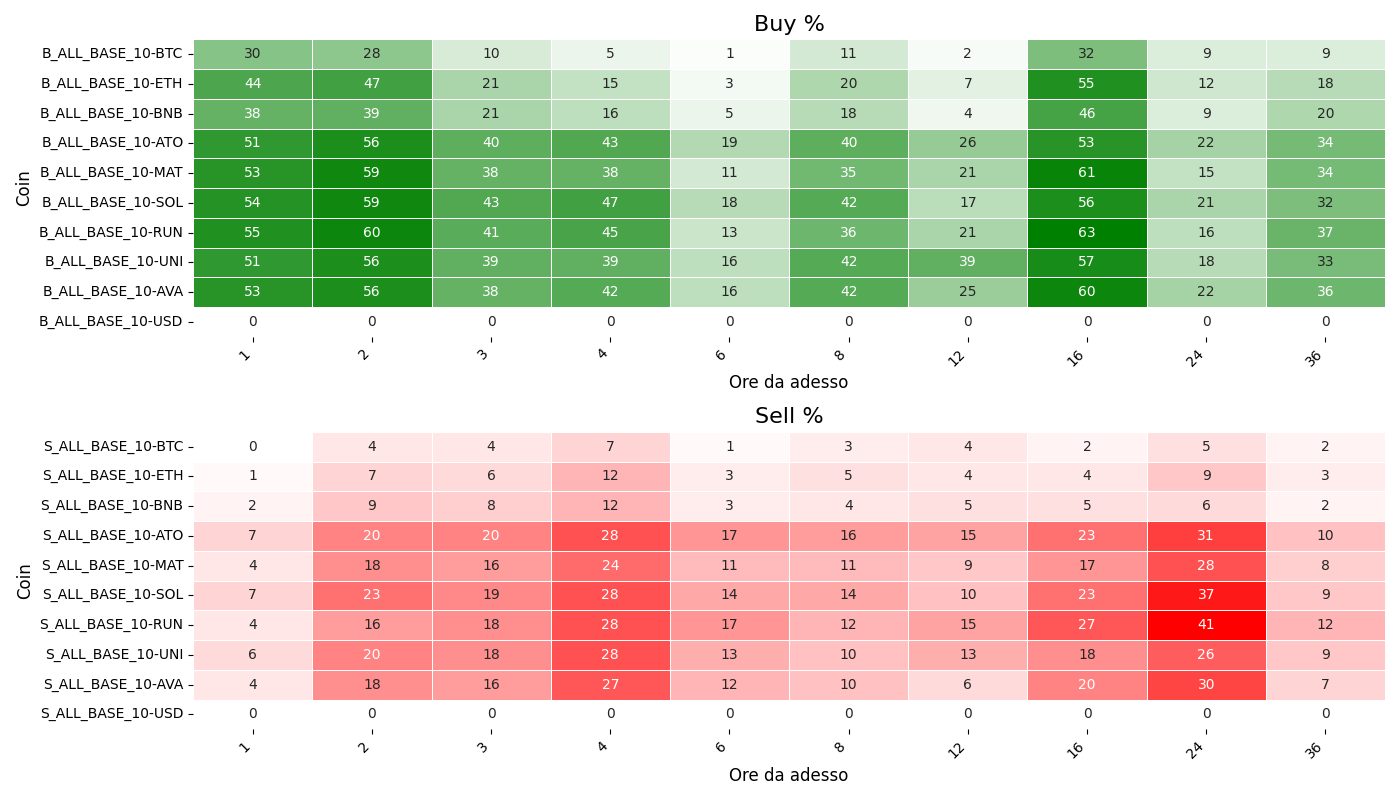 Buy %
B_ALL_BASE_10-BTC 30 28 10 5 1 11 2 32 9 9
B_ALL_BASE_10-ETH 44 47 21 15 3 20 7 55 12 18
B_ALL_BASE_10-BNB 38 39 21 16 5 18 4 46 9 20
B_ALL_BASE_10-ATO 51 56 40 43 19 40 26 53 22 34
B_ALL_BASE_10-MAT 53 59 38 38 11 35 21 61 15 34
B_ALL_BASE_10-SOL 54 59 43 47 18 42 17 56 21 32
B_ALL_BASE_10-RUN 55 60 41 45 13 36 21 63 16 37
B_ALL_BASE_10-UNI 51 56 39 39 16 42 39 57 18 33
B_ALL_BASE_10-AVA 53 56 38 42 16 42 25 60 22 36
B_ALL_BASE_10-USD 0 0 0 0 0 0 0 0 0 0
Coin
1 2 3 4 6 8 12 16 24 36
Ore da adesso
Sell %
S_ALL_BASE_10-BTC 0 4 4 7 1 3 4 2 5 2
S_ALL_BASE_10-ETH 1 7 6 12 3 5 4 4 9 3
S_ALL_BASE_10-BNB 2 9 8 12 3 4 5 5 6 2
S_ALL_BASE_10-ATO 7 20 20 28 17 16 15 23 31 10
S_ALL_BASE_10-MAT 4 18 16 24 11 11 9 17 28 8
S_ALL_BASE_10-SOL 7 23 19 28 14 14 10 23 37 9
S_ALL_BASE_10-RUN 4 16 18 28 17 12 15 27 41 12
S_ALL_BASE_10-UNI 6 20 18 28 13 10 13 18 26 9
S_ALL_BASE_10-AVA 4 18 16 27 12 10 6 20 30 7
S_ALL_BASE_10-USD 0 0 0 0 0 0 0 0 0 0
Coin
1 2 3 4 6 8 12 16 24 36
Ore da adesso